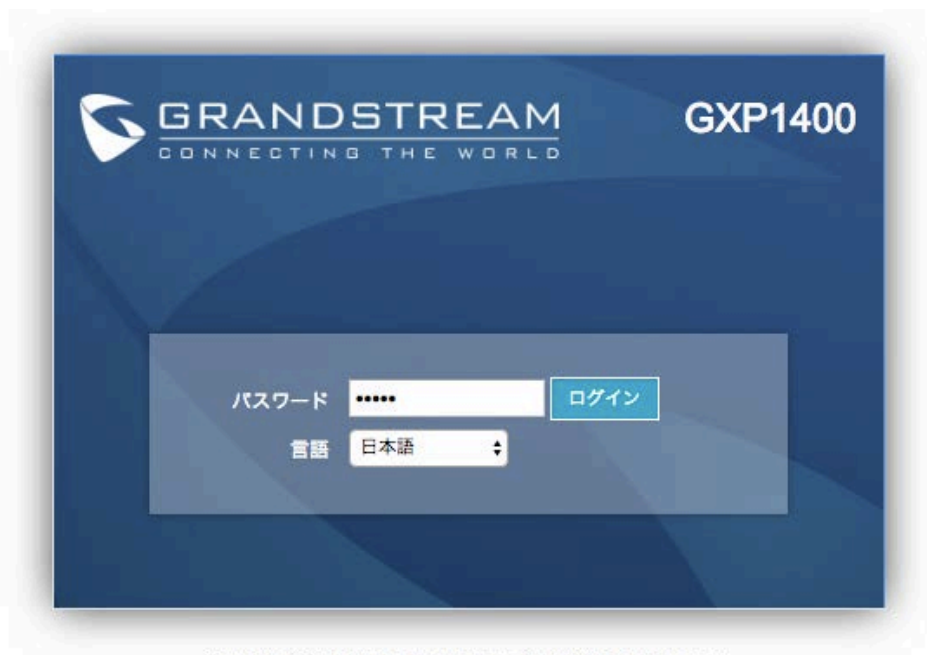 GRANDSTREAM GXP1400
CONNECTING THE WORLD
パスワード ••••• ログイン
言語 日本語